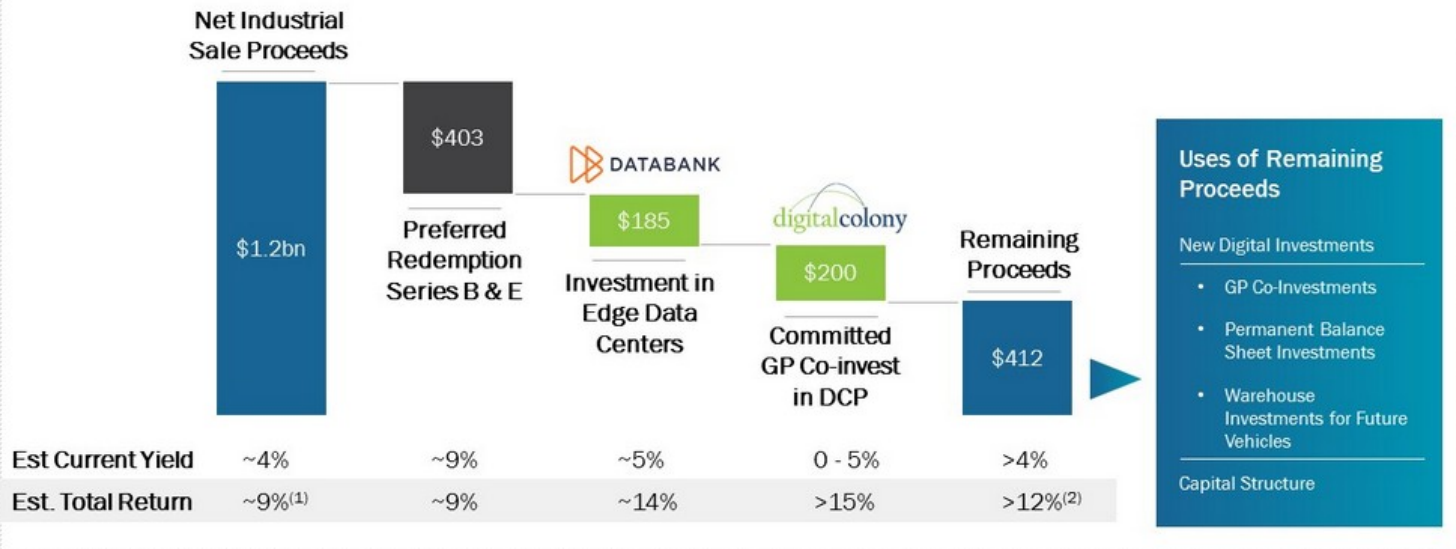 Net Industrial
Sale Proceeds
$1.2bn
$403
Preferred
Redemption
Series B & E
DATABANK
$185
Investment in
Edge Data
Centers
digitalcolony
$200
Committed
GP Co-invest
in DCP
Remaining
Proceeds
$412
Uses of Remaining
Proceeds
New Digital Investments
• GP Co-Investments
• Permanent Balance
Sheet Investments
• Warehouse
Investments for Future
Vehicles
Capital Structure
Est Current Yield ~4% ~9% ~5% 0 - 5% >4%
Est. Total Return ~9%(1) ~9% ~14% >15% >12%(2)